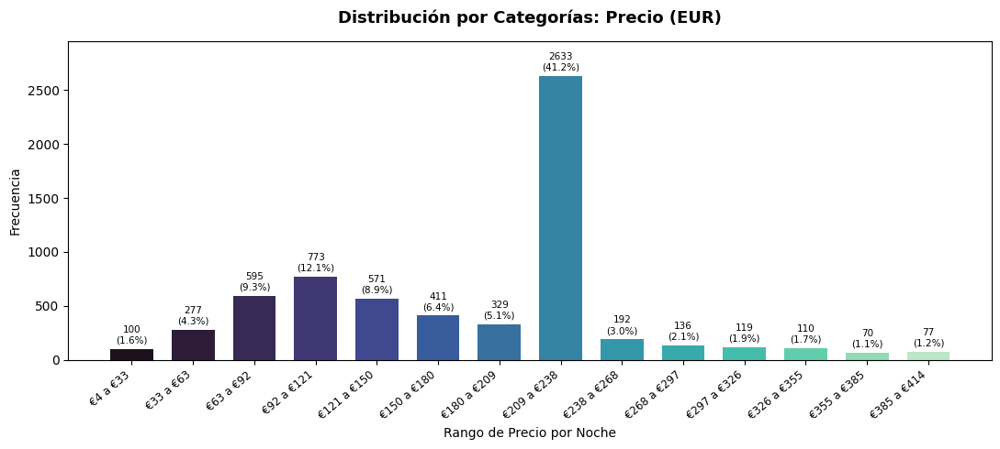 Distribución por Categorías: Precio (EUR)
Frecuencia
2500
2000
1500
1000
500
0
100
(1.6%)
277
(4.3%)
595
(9.3%)
773
(12.1%)
571
(8.9%)
411
(6.4%)
329
(5.1%)
2633
(41.2%)
192
(3.0%)
136
(2.1%)
119
(1.9%)
110
(1.7%)
70
(1.1%)
77
(1.2%)
€4 a €33
€33 a €63
€63 a €92
€92 a €121
€121 a €150
€150 a €180
€180 a €209
€209 a €238
€238 a €268
€268 a €297
€297 a €326
€326 a €355
€355 a €385
€385 a €414
Rango de Precio por Noche